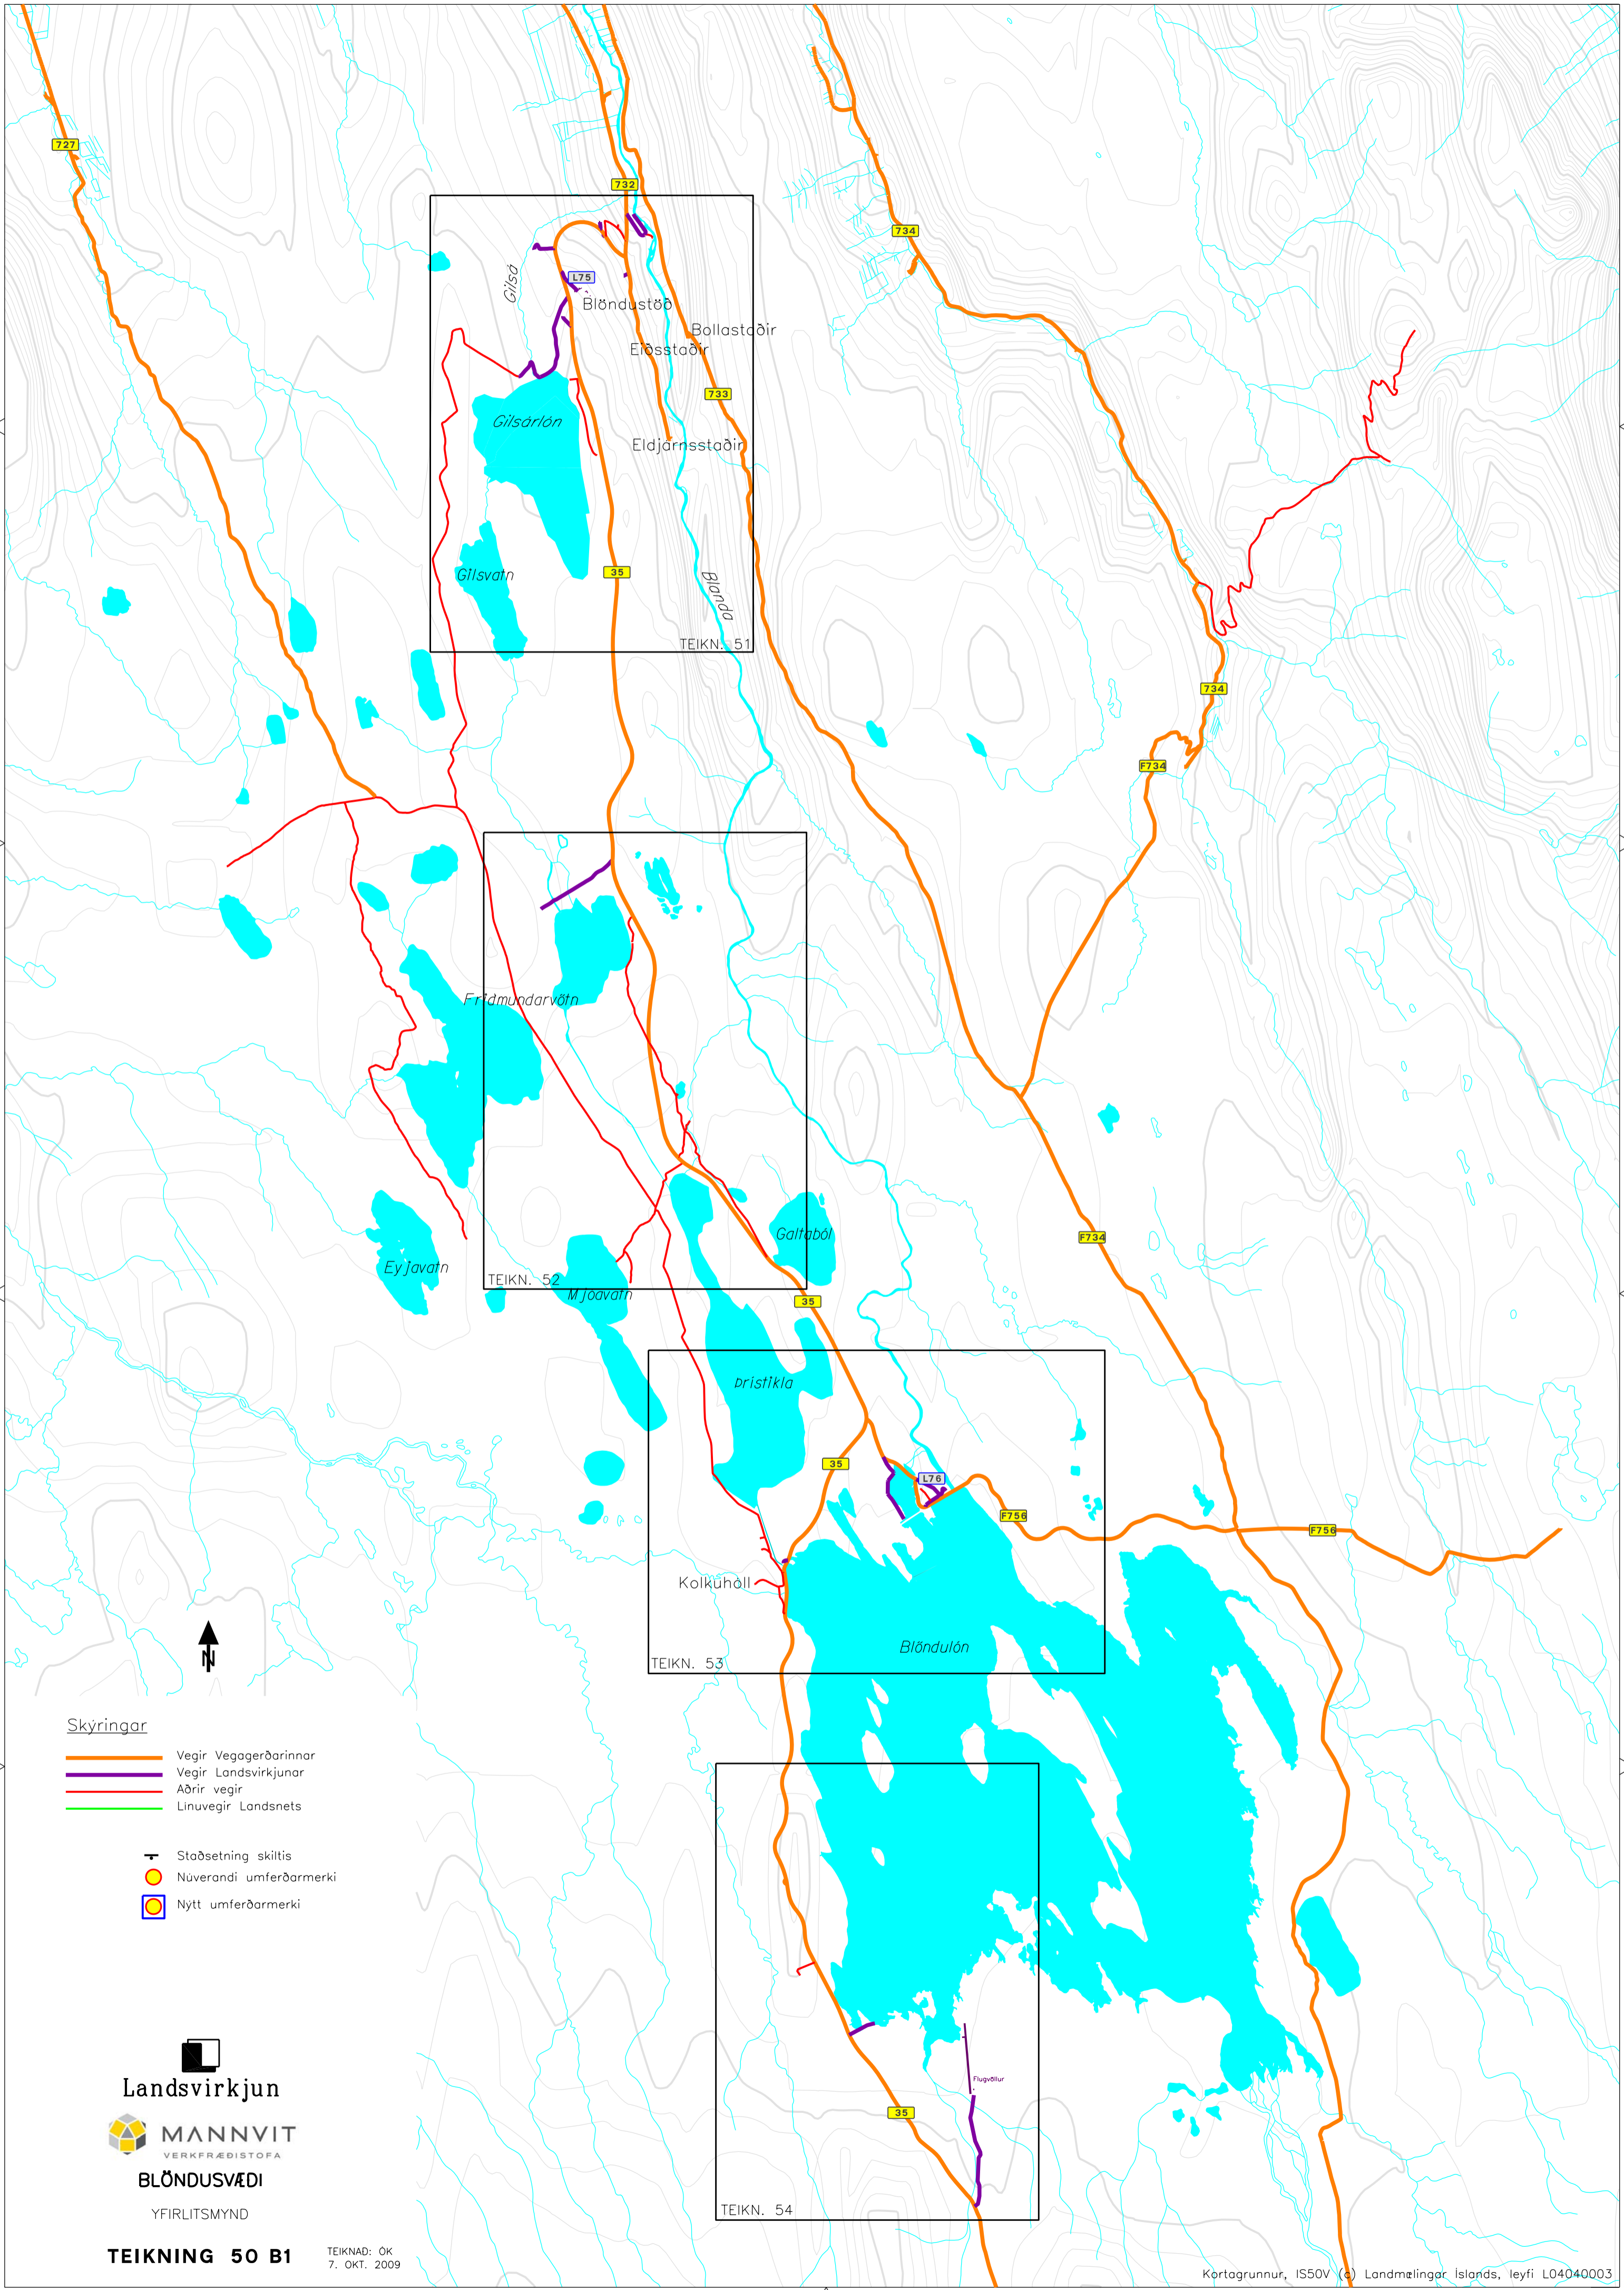 727
732
734
Gilsá
L75
Blöndustöð
Bollastaðir
Eiðsstaðir
733
Gilsárlón
Eldjárnsstaðir
35
Gilsvatn
Blanda
TEIKN. 51
734
F734
Friðmundarvötn
F734
Galtaból
Eyjavatn
TEIKN. 52
Mjóavatn
35
Þrístikla
35
L76
F756
F756
Kolkuhóll
Blöndulón
TEIKN. 53
N
Skýringar
Vegir Vegagerðarinnar
Vegir Landsvirkjunar
Aðrir vegir
Línuvegir Landsnets
Staðsetning skiltis
Núverandi umferðarmerki
Nýtt umferðarmerki
Flugvöllur
35
TEIKN. 54
Landsvirkjun
MANNVIT
VERKFRÆÐISTOFA
BLÖNDUSVÆÐI
YFIRLITSMYND
TEIKNING 50 B1
TEIKNAÐ: ÓK
7. OKT. 2009
Kortagrunnur, IS50V (c) Landmælingar Íslands, leyfi L04040003